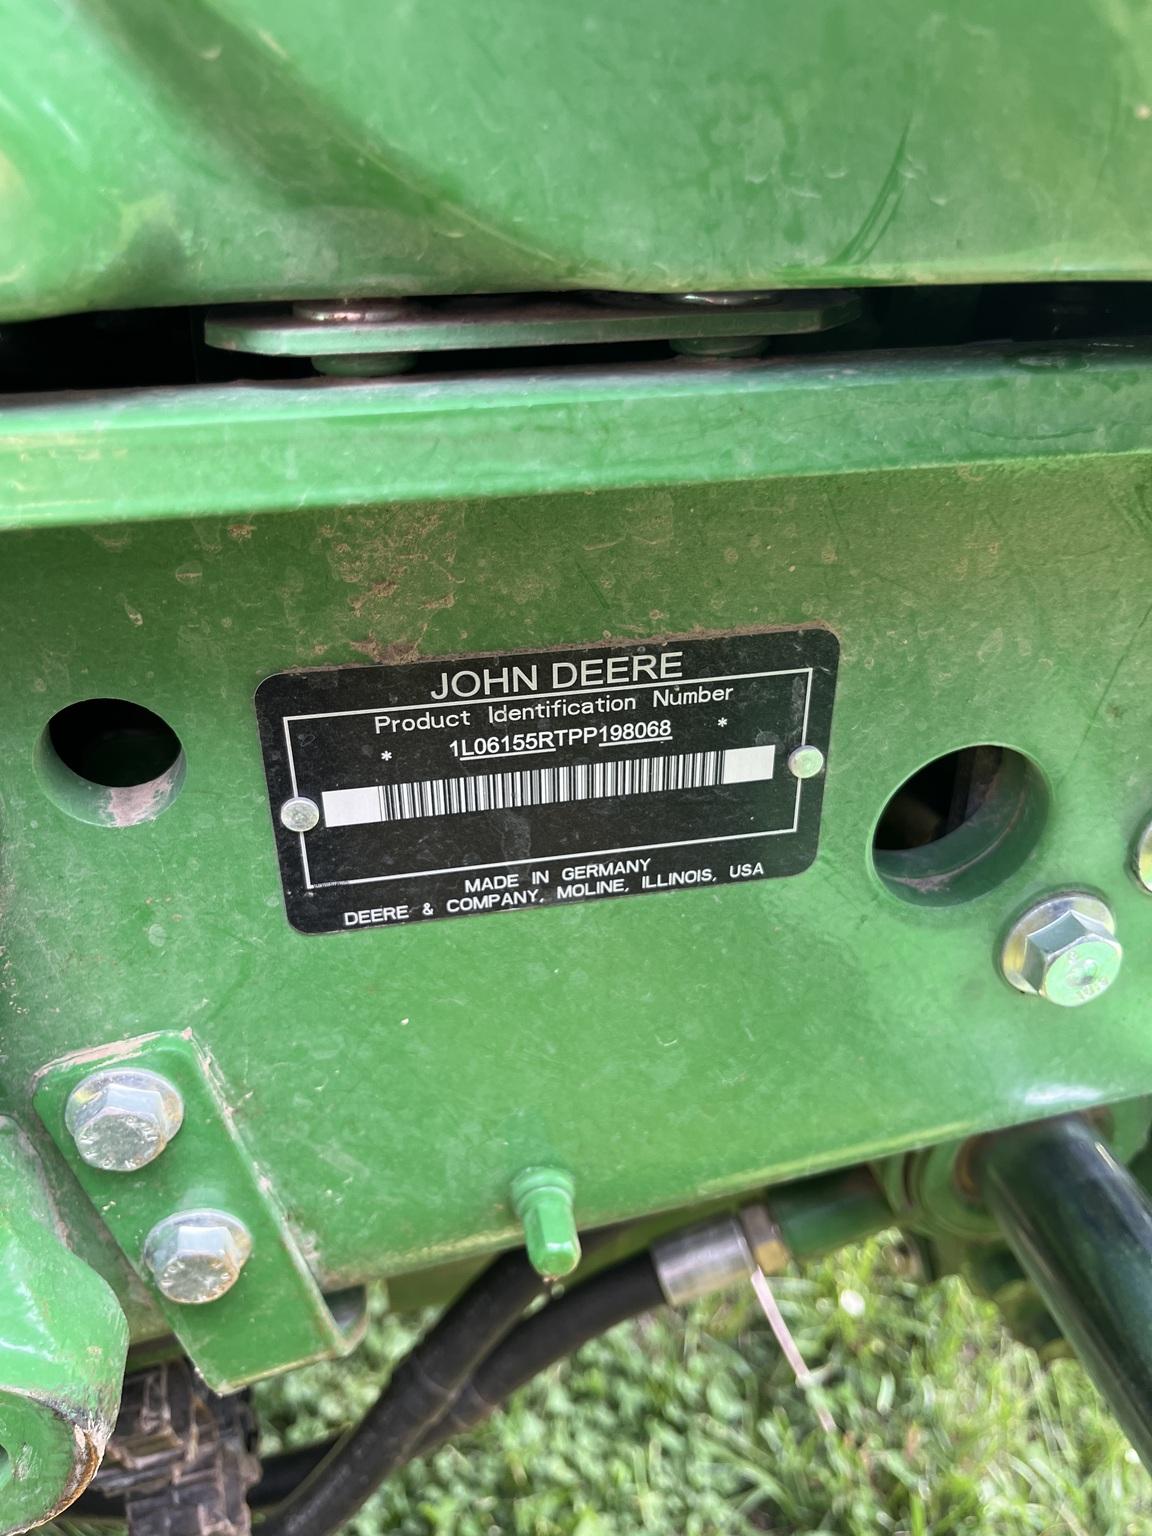 JOHN DEERE
Product Identification Number
* 1L06155RTPP198068 *
MADE IN GERMANY
DEERE & COMPANY, MOLINE, ILLINOIS, USA